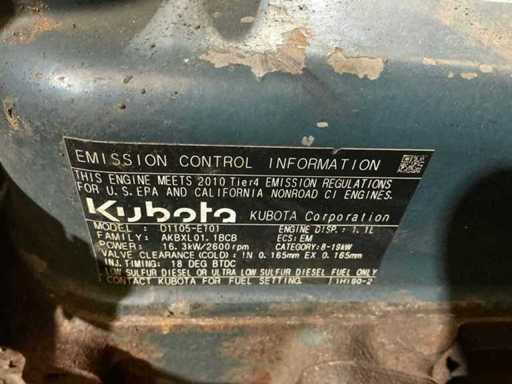 EMISSION CONTROL INFORMATION
THIS ENGINE MEETS 2010 Tier4 EMISSION REGULATIONS
FOR U.S.EPA AND CALIFORNIA NONROAD CI ENGINES.
Kubota KUBOTA Corporation
MODEL : D1105-E101 ENGINE DISP.: 1.1L
FAMILY: AKBXL01.1BCB ECS:EM
POWER: 16.3kW/2600rpm CATEGORY:8-19kW
VALVE CLEARANCE(COLD): IN 0.165mm EX 0.165mm
INJ.TIMING: 18 DEG BTDC
LOW SULFUR DIESEL OR ULTRA LOW SULFUR DIESEL FUEL ONLY
CONTACT KUBOTA FOR FUEL SETTING.